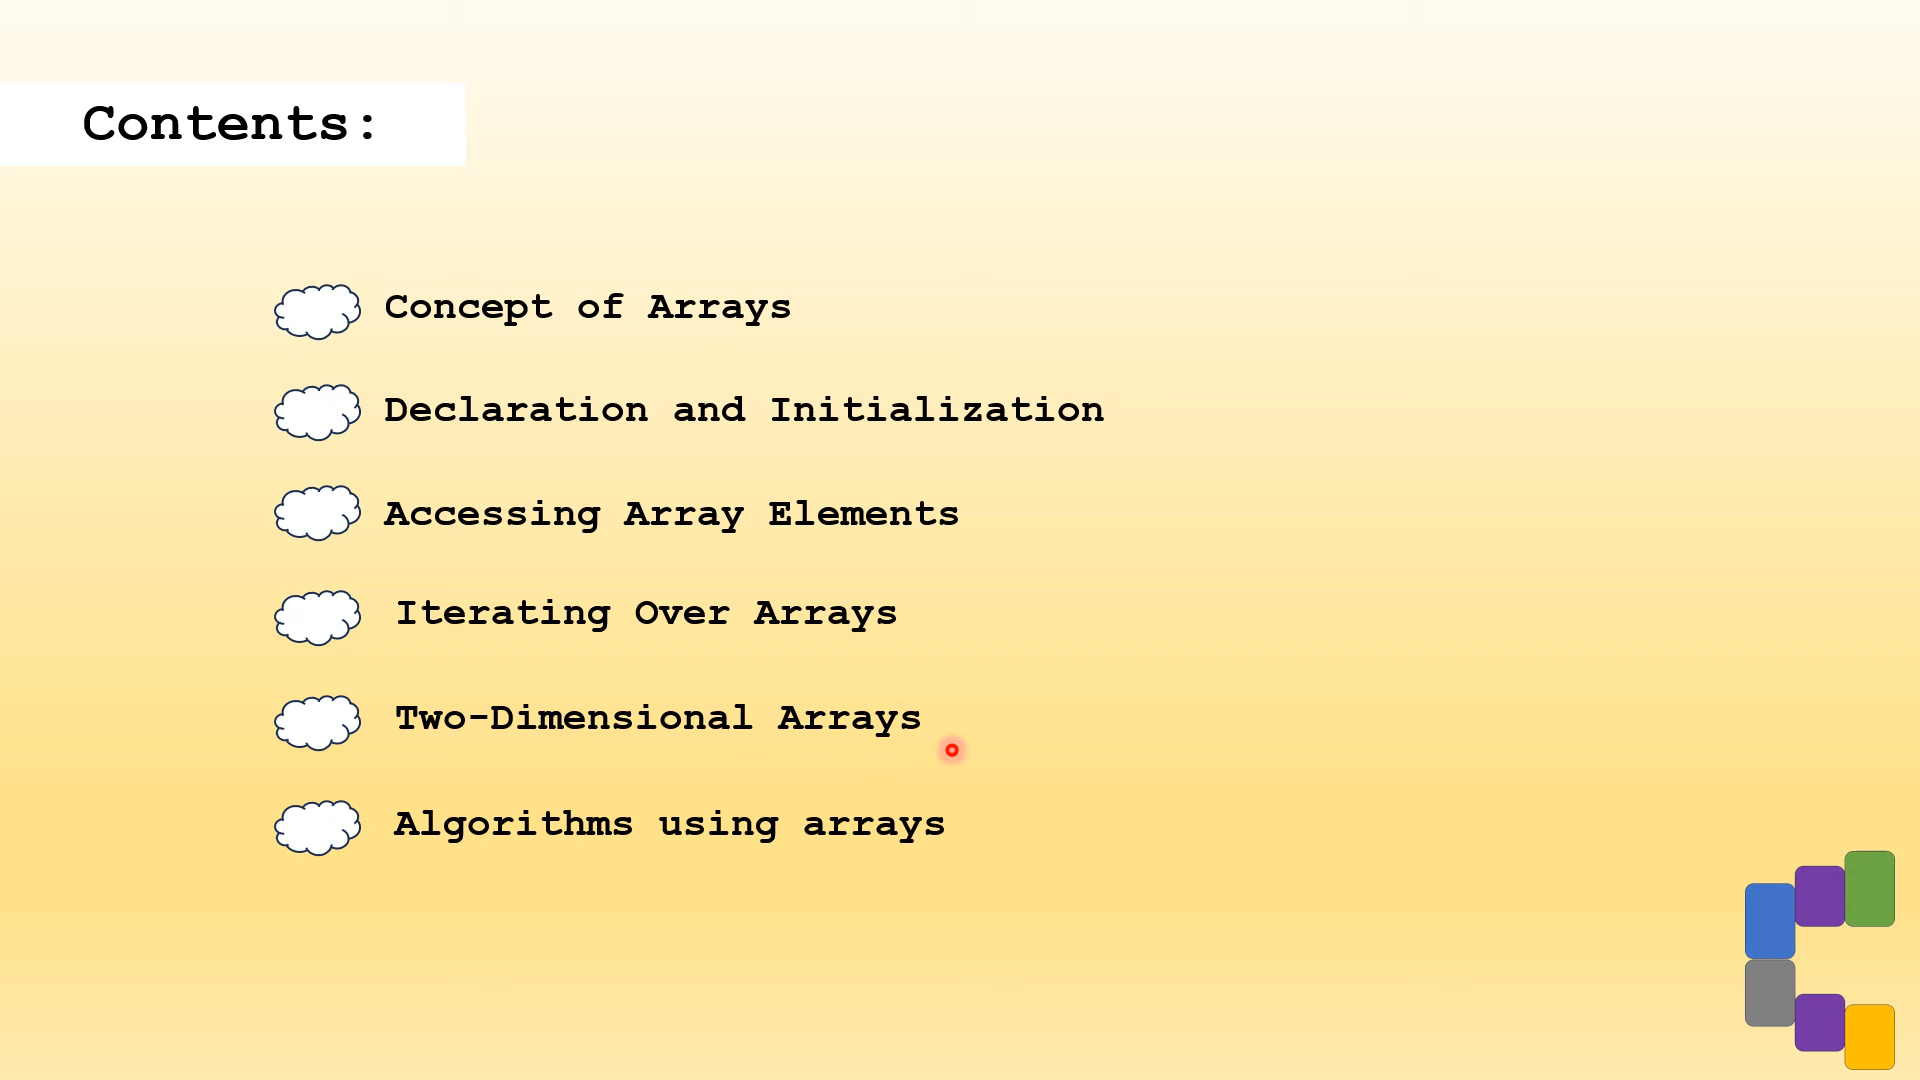 Contents:
Concept of Arrays
Declaration and Initialization
Accessing Array Elements
Iterating Over Arrays
Two-Dimensional Arrays
Algorithms using arrays